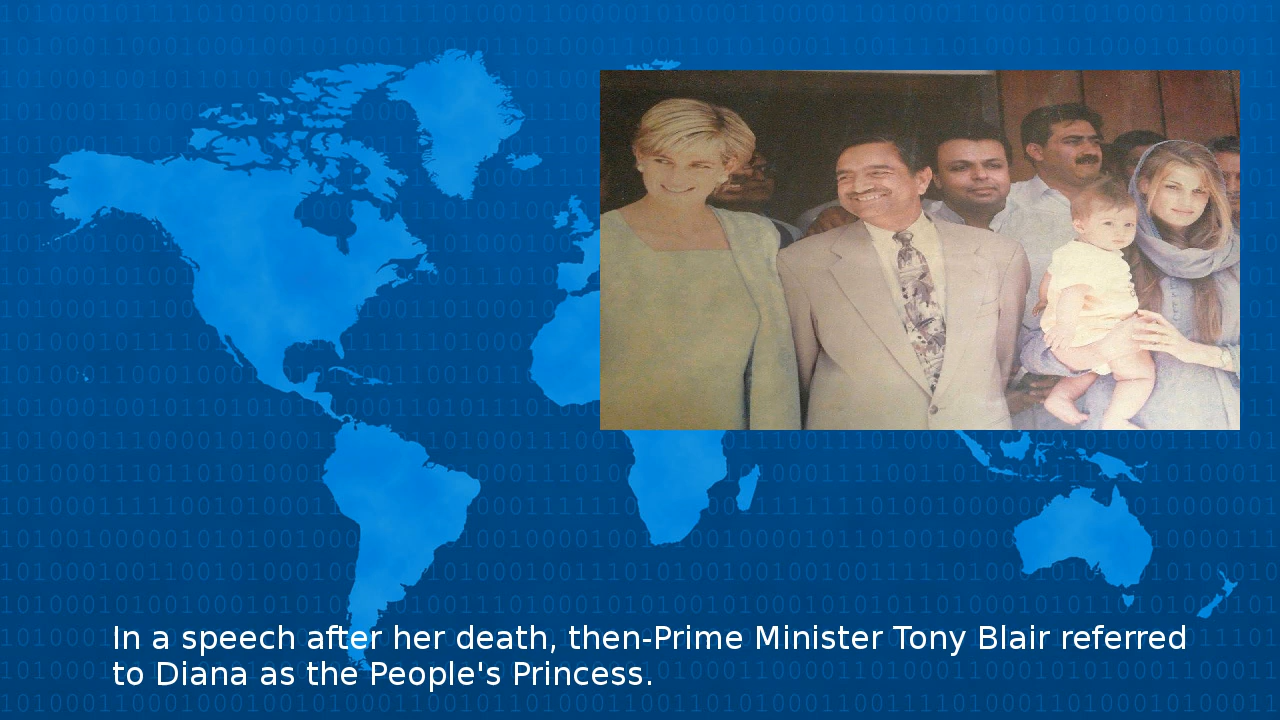 In a speech after her death, then-Prime Minister Tony Blair referred
to Diana as the People's Princess.